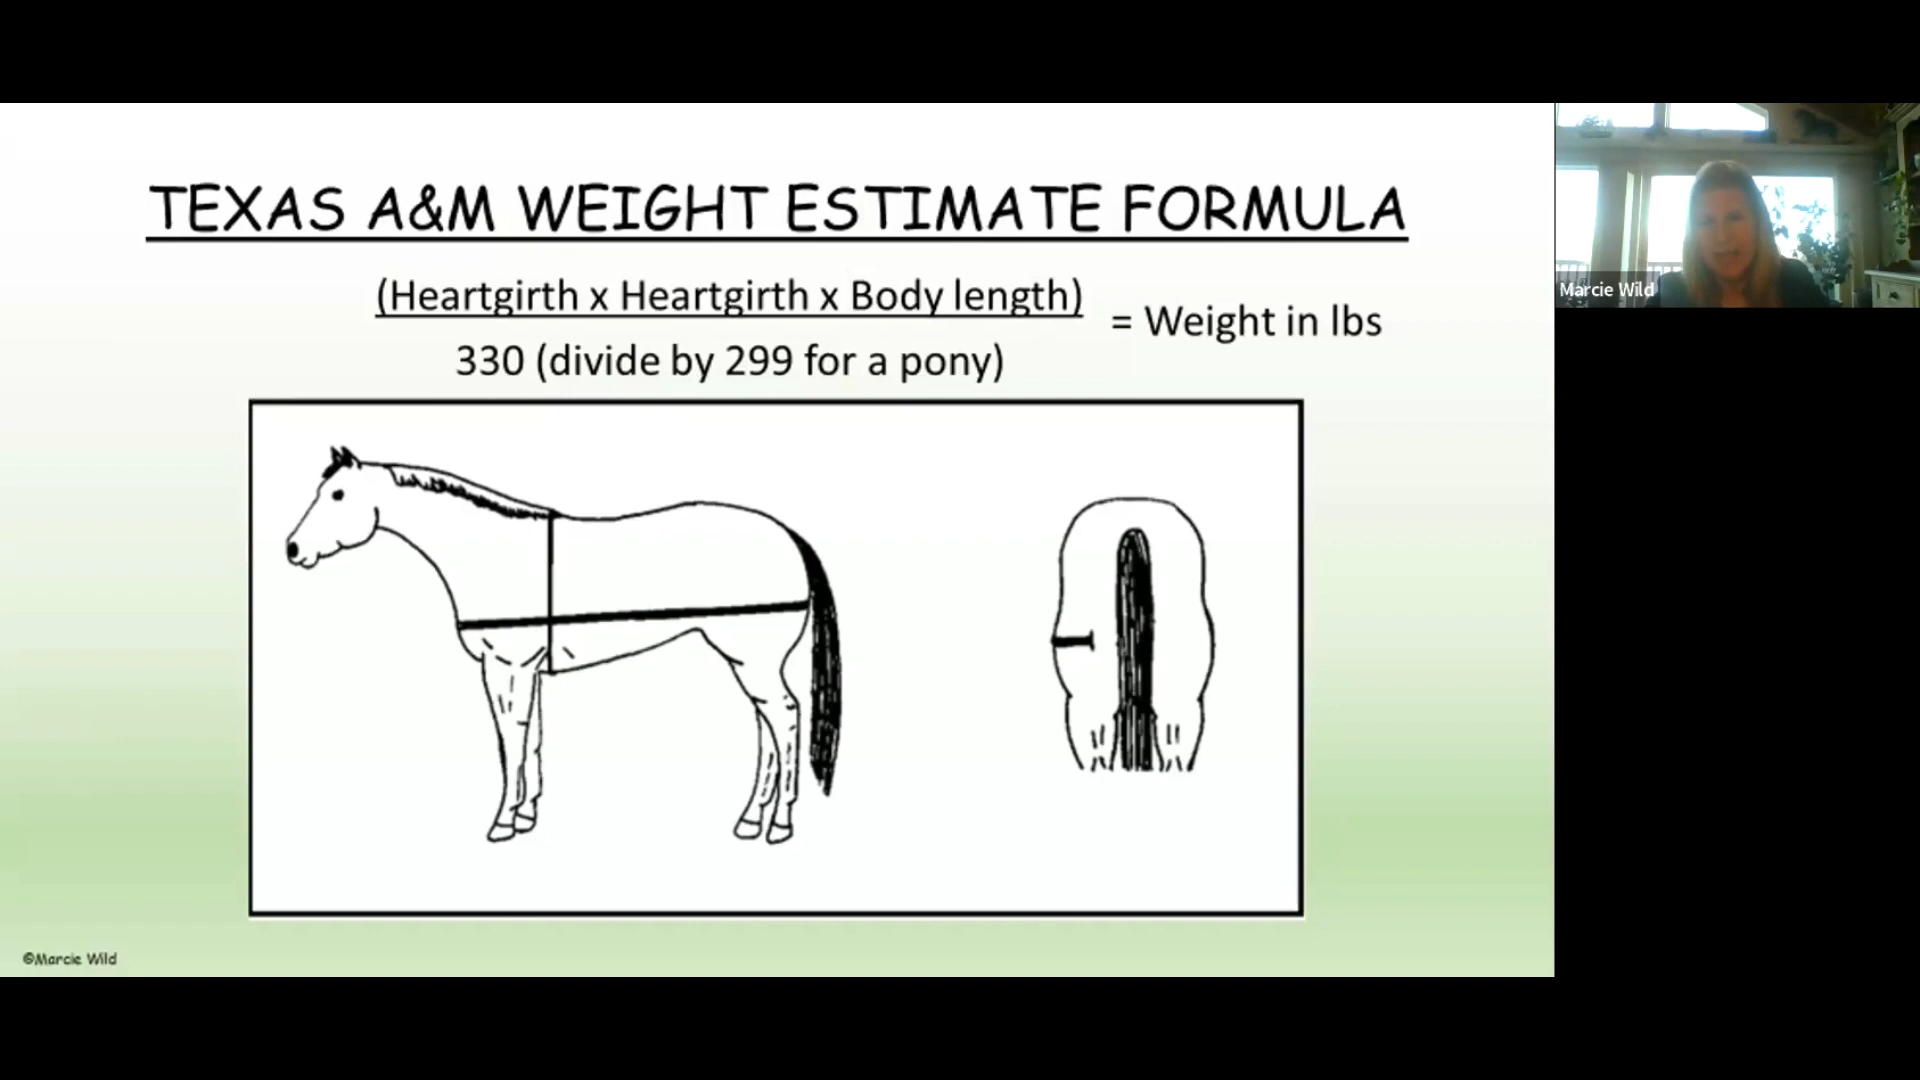 TEXAS A&M WEIGHT ESTIMATE FORMULA
(Heartgirth x Heartgirth x Body length)
= Weight in lbs
330 (divide by 299 for a pony)
Marcie Wild
©Marcie Wild